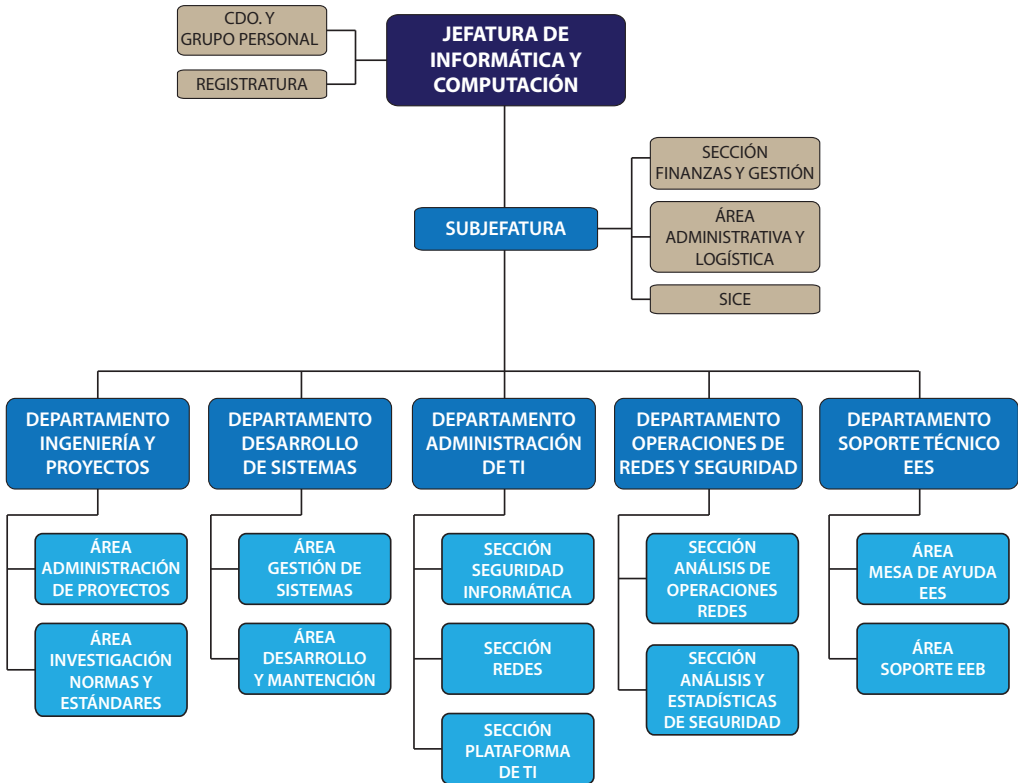 CDO. Y
GRUPO PERSONAL
REGISTRATURA
JEFATURA DE
INFORMÁTICA Y
COMPUTACIÓN
SECCIÓN
FINANZAS Y GESTIÓN
SUBJEFATURA
ÁREA
ADMINISTRATIVA Y
LOGÍSTICA
SICE
DEPARTAMENTO
INGENIERÍA Y
PROYECTOS
DEPARTAMENTO
DESARROLLO
DE SISTEMAS
DEPARTAMENTO
ADMINISTRACIÓN
DE TI
DEPARTAMENTO
OPERACIONES DE
REDES Y SEGURIDAD
DEPARTAMENTO
SOPORTE TÉCNICO
EES
ÁREA
ADMINISTRACIÓN
DE PROYECTOS
ÁREA
GESTIÓN DE
SISTEMAS
SECCIÓN
SEGURIDAD
INFORMÁTICA
SECCIÓN
ANÁLISIS DE
OPERACIONES
REDES
ÁREA
MESA DE AYUDA
EES
ÁREA
INVESTIGACIÓN
NORMAS Y
ESTÁNDARES
ÁREA
DESARROLLO
Y MANTENCIÓN
SECCIÓN
REDES
SECCIÓN
ANÁLISIS Y
ESTADÍSTICAS
DE SEGURIDAD
ÁREA
SOPORTE EEB
SECCIÓN
PLATAFORMA
DE TI